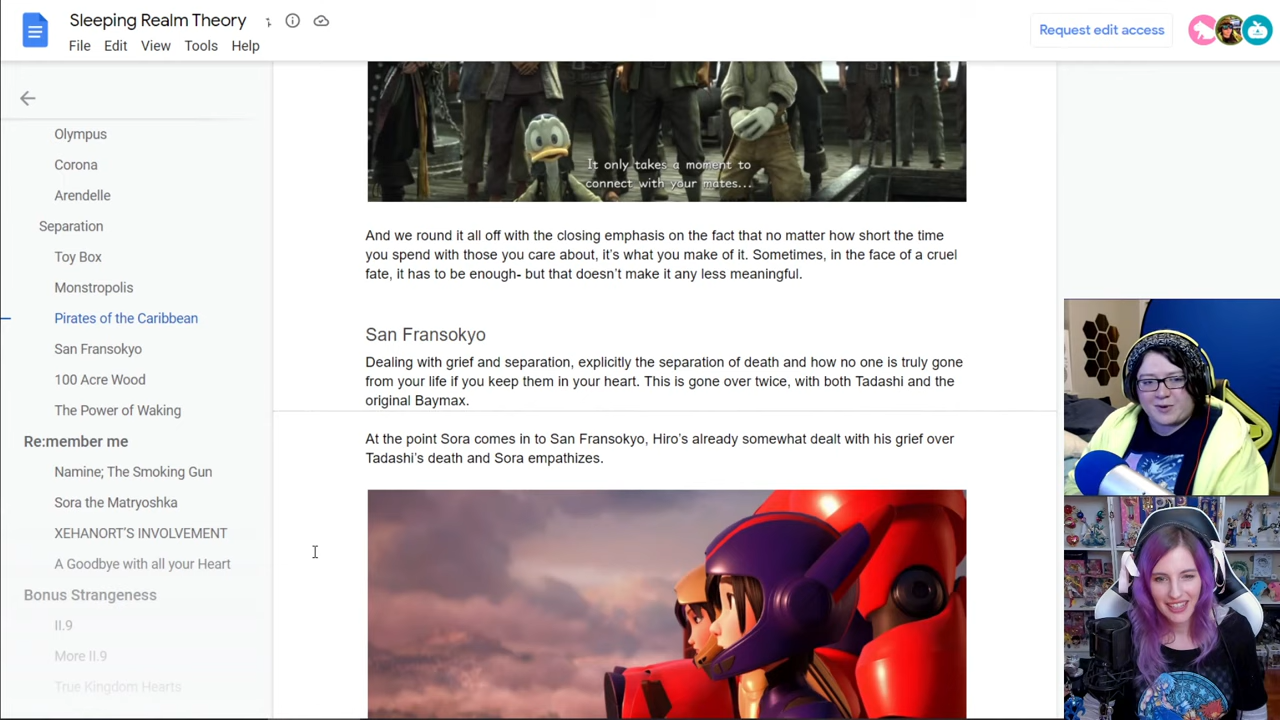 Sleeping Realm Theory
File Edit View Tools Help
Request edit access
Olympus
Corona
Arendelle
Separation
Toy Box
Monstropolis
Pirates of the Caribbean
San Fransokyo
100 Acre Wood
The Power of Waking
Re:member me
Namine; The Smoking Gun
Sora the Matryoshka
XEHANORT'S INVOLVEMENT
A Goodbye with all your Heart
Bonus Strangeness
II.9
More II.9
True Kingdom Hearts
It only takes a moment to
connect with your mates...
And we round it all off with the closing emphasis on the fact that no matter how short the time
you spend with those you care about, it's what you make of it. Sometimes, in the face of a cruel
fate, it has to be enough- but that doesn't make it any less meaningful.
San Fransokyo
Dealing with grief and separation, explicitly the separation of death and how no one is truly gone
from your life if you keep them in your heart. This is gone over twice, with both Tadashi and the
original Baymax.
At the point Sora comes in to San Fransokyo, Hiro's already somewhat dealt with his grief over
Tadashi's death and Sora empathizes.